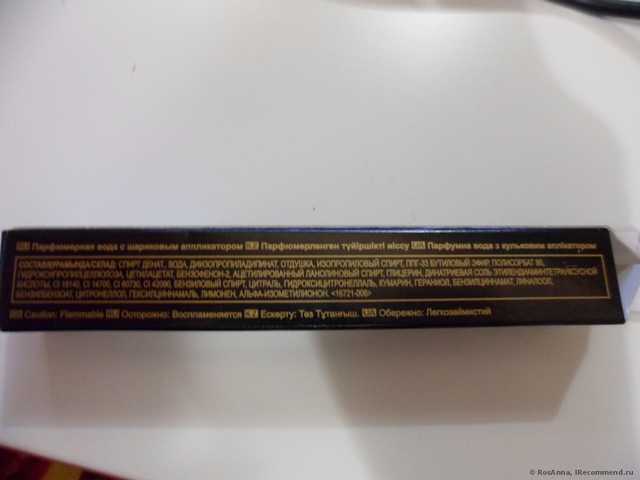 RU Парфюмерная вода с шариковым аппликатором KZ Парфюмерленген түйіршікті иіссу UA Парфумна вода з кульковим аплікатором
СПИРТ ДЕНАТ., ВОДА, ДИИЗОПРОПИЛАДИПИНАТ, ОТДУШКА, ИЗОПРОПИЛОВЫЙ СПИРТ, ППГ-33 БУТИЛОВЫЙ ЭФИР, ПОЛИСОРБАТ 80,
ГИДРОКСИПРОПИЛЦЕЛЛЮЛОЗА, ЦЕТИЛАЦЕТАТ, БЕНЗОФЕНОН-2, АЦЕТИЛИРОВАННЫЙ ЛАНОЛИНОВЫЙ СПИРТ, ГЛИЦЕРИН, ДИНАТРИЕВАЯ СОЛЬ ЭТИЛЕНДИАМИНТЕТРАУКСУСНОЙ
КИСЛОТЫ, CI 19140, CI 14700, CI 60730, CI 42090, БЕНЗИЛОВЫЙ СПИРТ, ЦИТРАЛЬ, ГИДРОКСИЦИТРОНЕЛЛАЛЬ, КУМАРИН, ГЕРАНИОЛ, БЕНЗИЛЦИННАМАТ, ЛИНАЛООЛ,
БЕНЗИЛБЕНЗОАТ, ЦИТРОНЕЛЛОЛ, ГЕКСИЛЦИННАМАЛЬ, ЛИМОНЕН, АЛЬФА-ИЗОМЕТИЛИОНОН. <16721-006>
Caution: Flammable RU Осторожно: Воспламеняется KZ Ескерту: Тез Тұтанғыш. UA Обережно: Легкозаймистий
© RosAnna, IRecommend.ru